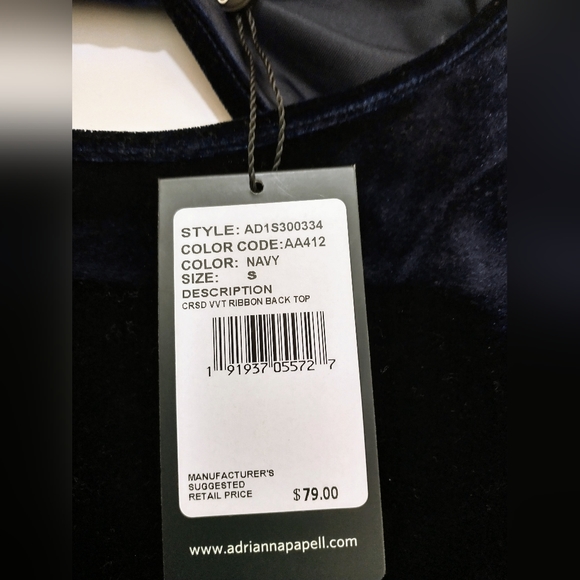 STYLE: AD1S300334
COLOR CODE:AA412
COLOR: NAVY
SIZE: S
DESCRIPTION
CRSD VVT RIBBON BACK TOP
1 91937 05572 7
MANUFACTURER'S
SUGGESTED
RETAIL PRICE $79.00
www.adriannapapell.com